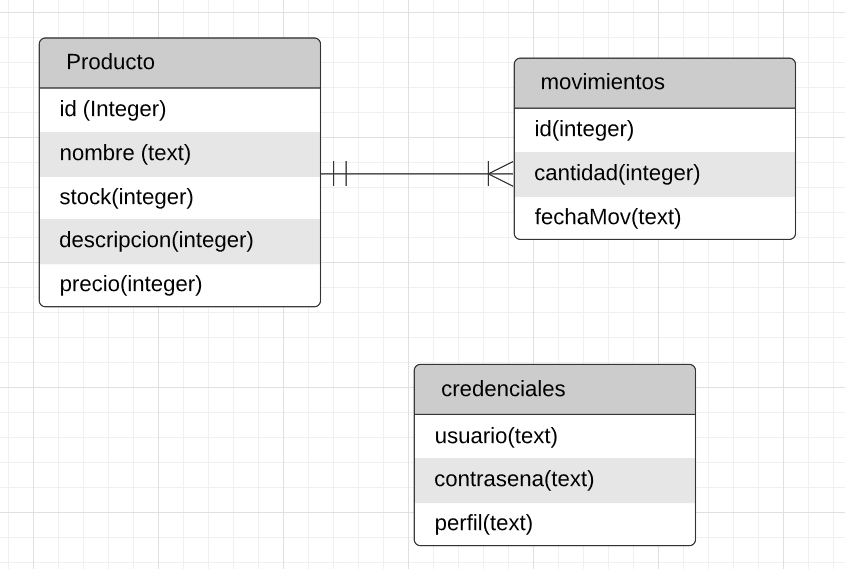 Producto
id (Integer)
nombre (text)
stock(integer)
descripcion(integer)
precio(integer)
movimientos
id(integer)
cantidad(integer)
fechaMov(text)
credenciales
usuario(text)
contrasena(text)
perfil(text)